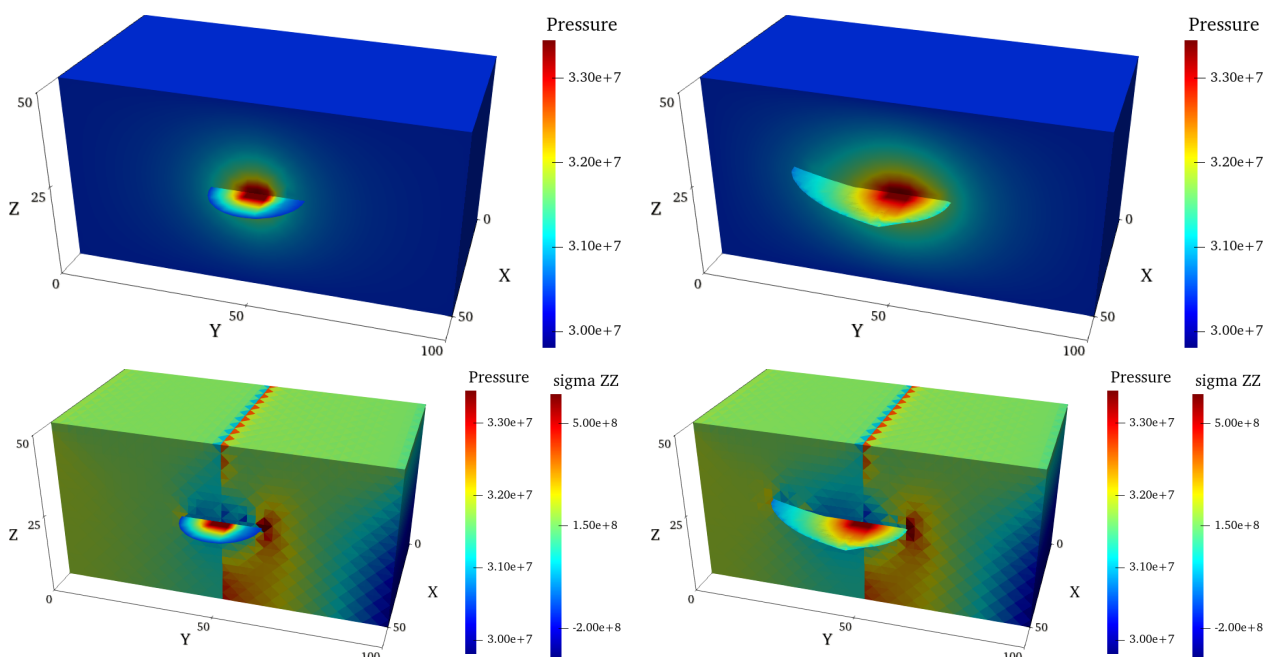 Pressure
3.30e+7
3.20e+7
3.10e+7
3.00e+7
50
25
Z
0
50
Y
100
50
X
0
Pressure
3.30e+7
3.20e+7
3.10e+7
3.00e+7
50
25
Z
0
50
Y
100
50
X
0
Pressure
sigma ZZ
3.30e+7
5.00e+8
3.20e+7
1.50e+8
3.10e+7
3.00e+7
-2.00e+8
50
25
Z
0
50
Y
100
50
X
0
Pressure
sigma ZZ
3.30e+7
5.00e+8
3.20e+7
1.50e+8
3.10e+7
3.00e+7
-2.00e+8
50
25
Z
0
50
Y
100
50
X
0